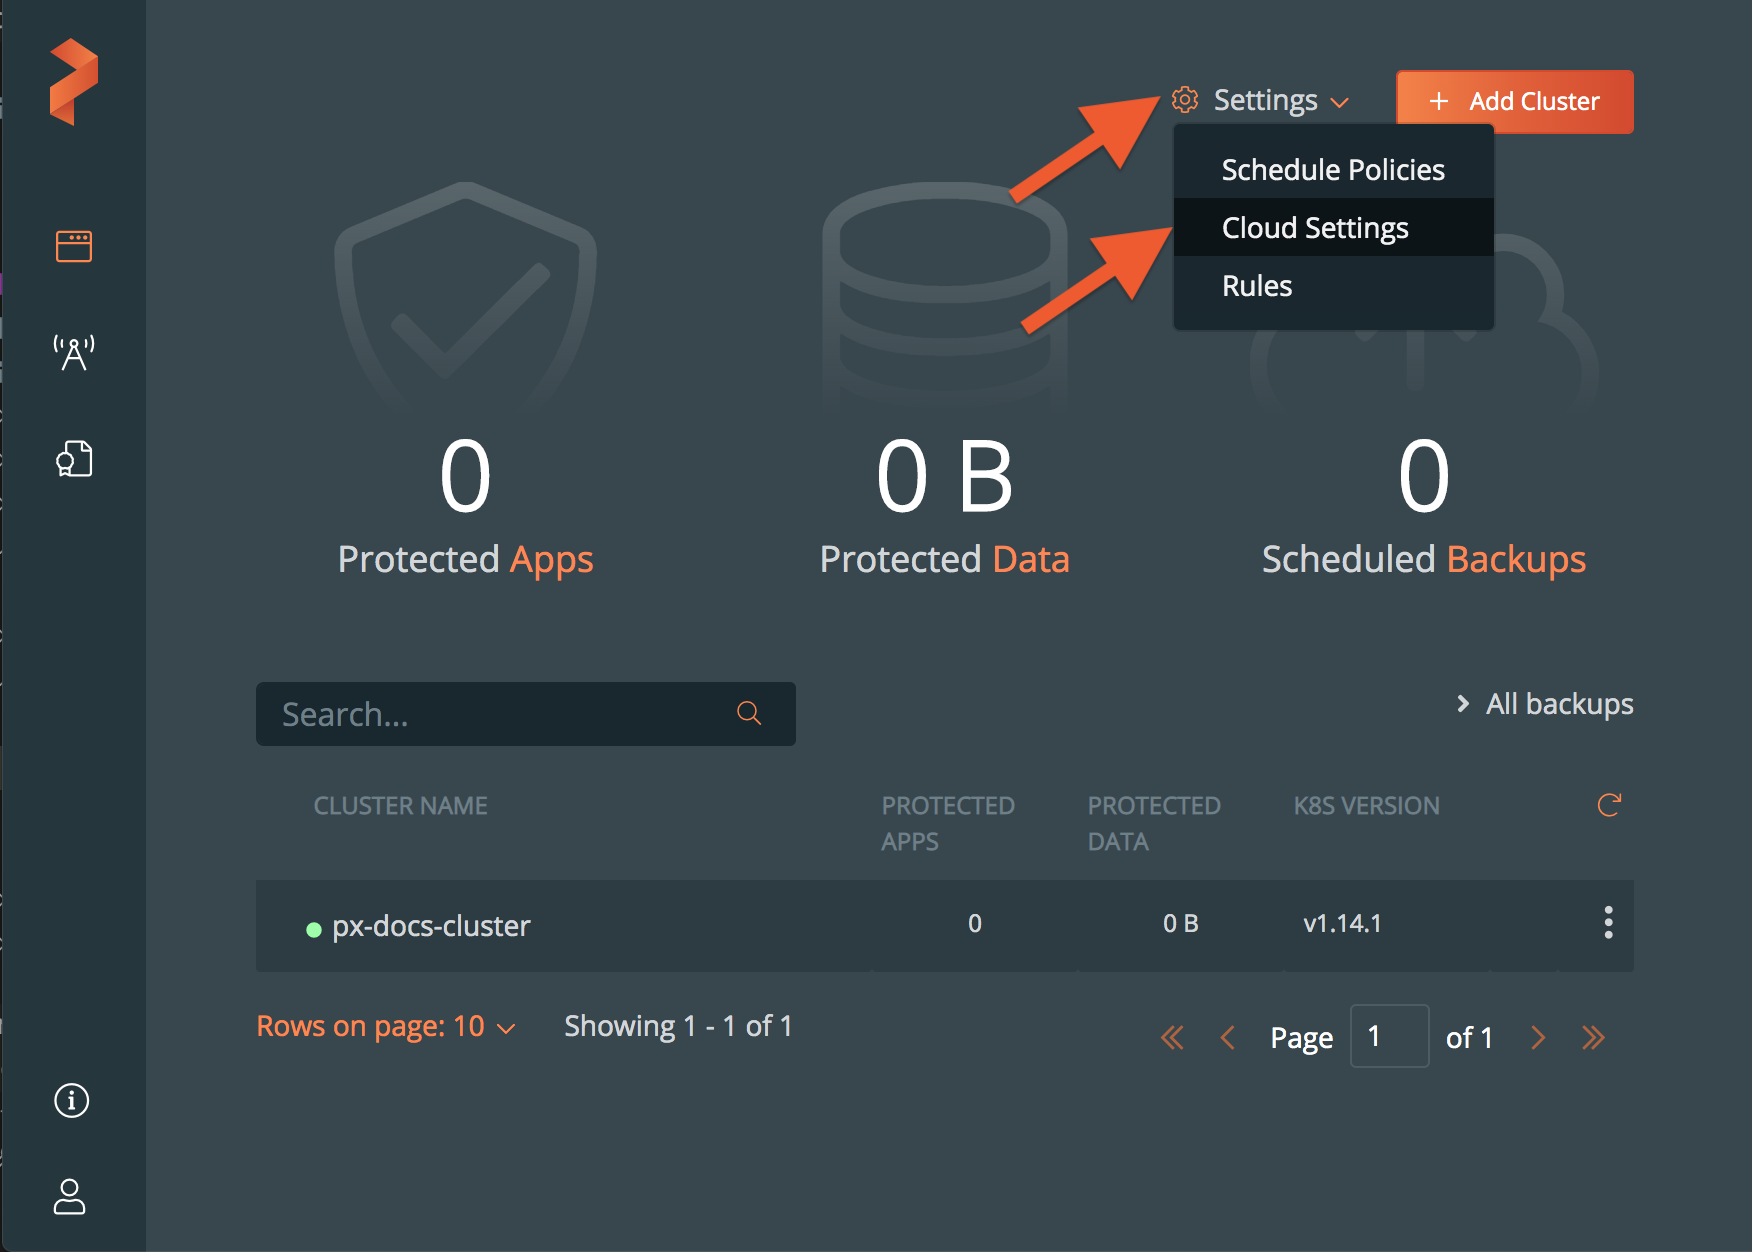 Settings
+ Add Cluster
Schedule Policies
Cloud Settings
Rules
0
Protected Apps
0 B
Protected Data
0
Scheduled Backups
Search...
All backups
CLUSTER NAME
PROTECTED
APPS
PROTECTED
DATA
K8S VERSION
px-docs-cluster
0
0 B
v1.14.1
Rows on page: 10
Showing 1 - 1 of 1
Page 1 of 1